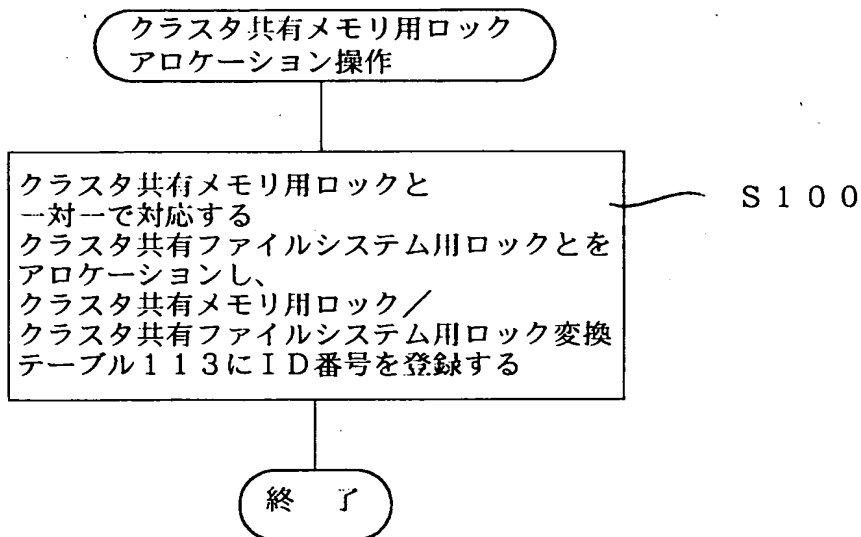 クラスタ共有メモリ用ロック
アロケーション操作
クラスタ共有メモリ用ロックと
一対一で対応する
クラスタ共有ファイルシステム用ロックとを
アロケーションし、
クラスタ共有メモリ用ロック／
クラスタ共有ファイルシステム用ロック変換
テーブル１１３にＩＤ番号を登録する
Ｓ１００
終　了